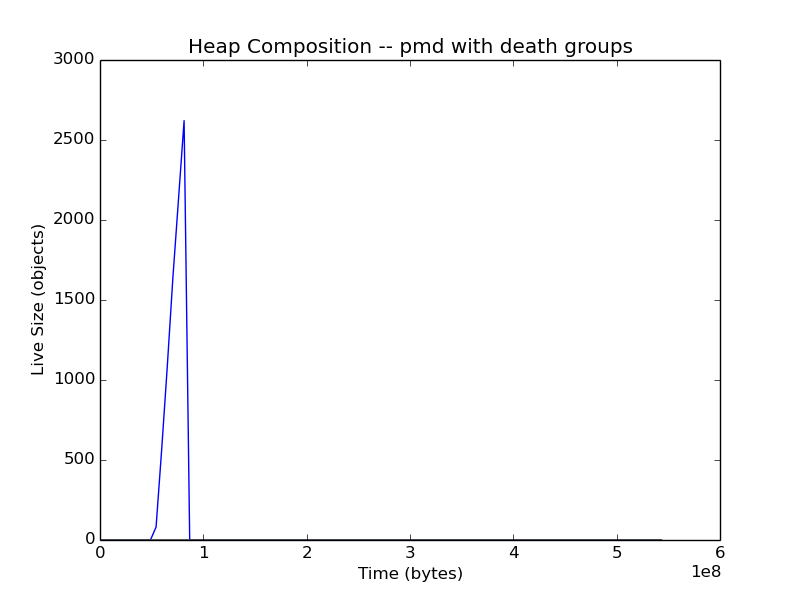 Heap Composition -- pmd with death groups
3000
2500
2000
1500
1000
500
0
Live Size (objects)
0 1 2 3 4 5 6
1e8
Time (bytes)